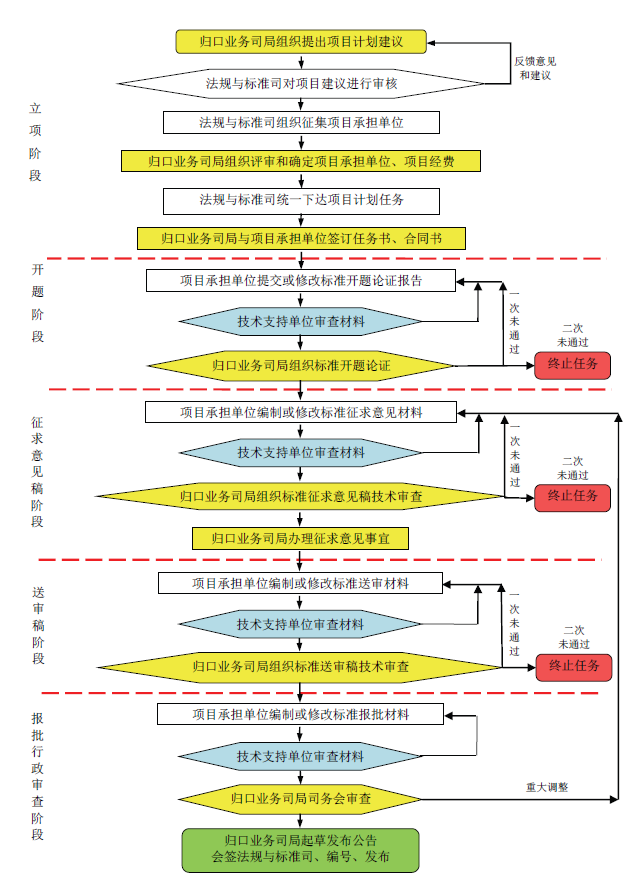 立项阶段
归口业务司局组织提出项目计划建议
反馈意见
和建议
法规与标准司对项目建议进行审核
法规与标准司组织征集项目承担单位
归口业务司局组织评审和确定项目承担单位、项目经费
法规与标准司统一下达项目计划任务
归口业务司局与项目承担单位签订任务书、合同书
开题阶段
项目承担单位提交或修改标准开题论证报告
技术支持单位审查材料
归口业务司局组织标准开题论证
一次未通过
二次
未通过
终止任务
征求意见稿阶段
项目承担单位编制或修改标准征求意见材料
技术支持单位审查材料
归口业务司局组织标准征求意见稿技术审查
一次未通过
二次
未通过
终止任务
归口业务司局办理征求意见事宜
送审稿阶段
项目承担单位编制或修改标准送审材料
技术支持单位审查材料
归口业务司局组织标准送审稿技术审查
一次未通过
二次
未通过
终止任务
报批行政审查阶段
项目承担单位编制或修改标准报批材料
技术支持单位审查材料
归口业务司局司务会审查
重大调整
归口业务司局起草发布公告
会签法规与标准司、编号、发布